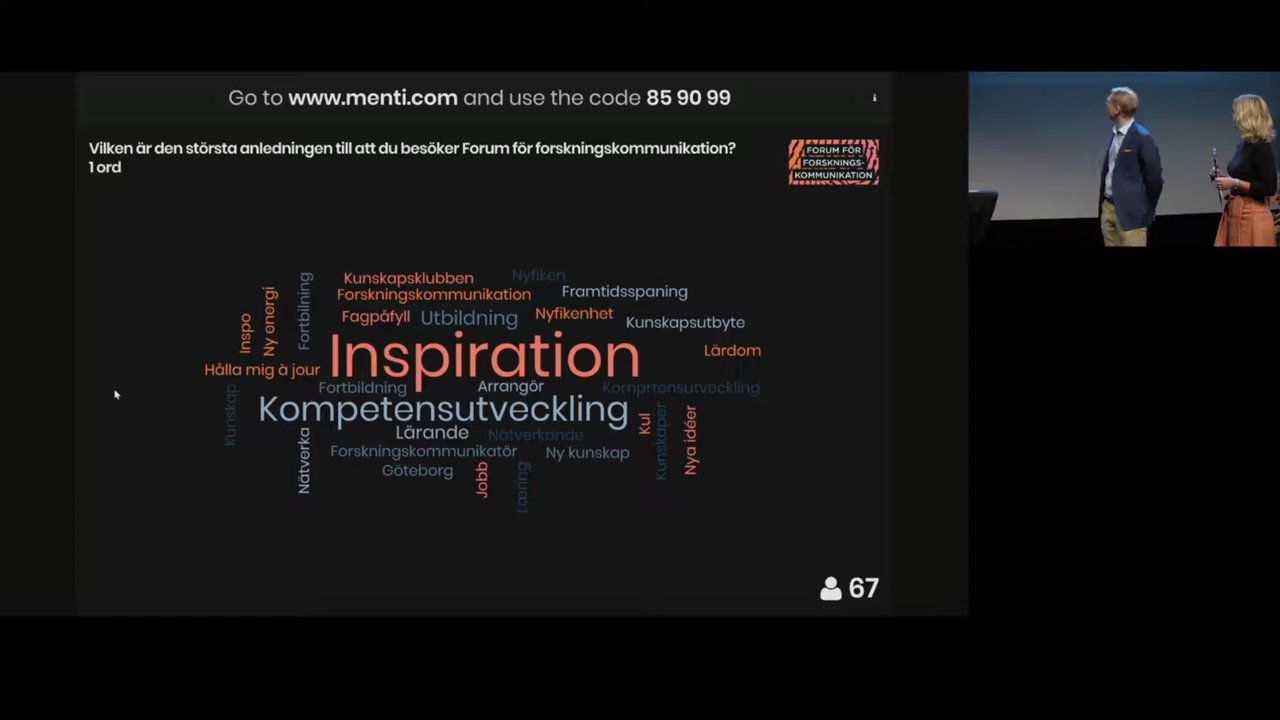 Go to www.menti.com and use the code 85 90 99
Vilken är den största anledningen till att du besöker Forum för forskningskommunikation?
1 ord
FORUM FÖR
FORSKNINGS-
KOMMUNIKATION
Kunskapsklubben
Nyfiken
Forskningskommunikation
Framtidsspaning
Inspo
Ny energi
Fortbilning
Fagpåfyll
Utbildning
Nyfikenhet
Kunskapsutbyte
Inspiration
Lärdom
Hålla mig à jour
Fortbildning
Arrangör
Komprtensutveckling
Kunskap
Kompetensutveckling
Kul
Kunskaper
Nya idéer
Nätverka
Lärande
Nätverkande
Forskningskommunikatör
Ny kunskap
Göteborg
Jobb
Læring
67